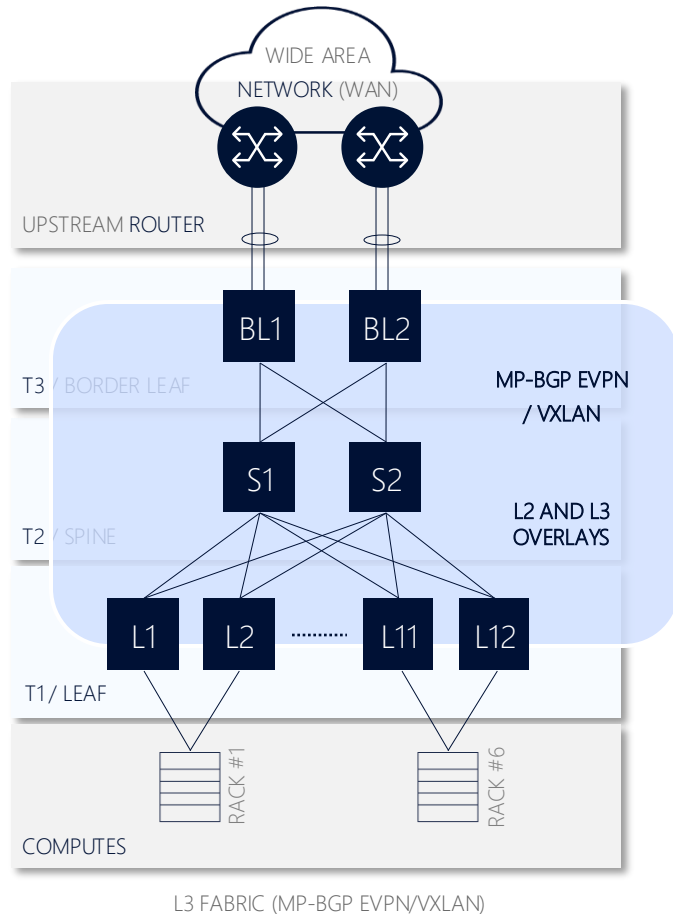 WIDE AREA
NETWORK (WAN)
UPSTREAM ROUTER
BL1
BL2
T3 / BORDER LEAF
MP-BGP EVPN
/ VXLAN
S1
S2
T2 / SPINE
L2 AND L3
OVERLAYS
L1
L2
L11
L12
T1 / LEAF
RACK #1
RACK #6
COMPUTES
L3 FABRIC (MP-BGP EVPN/VXLAN)